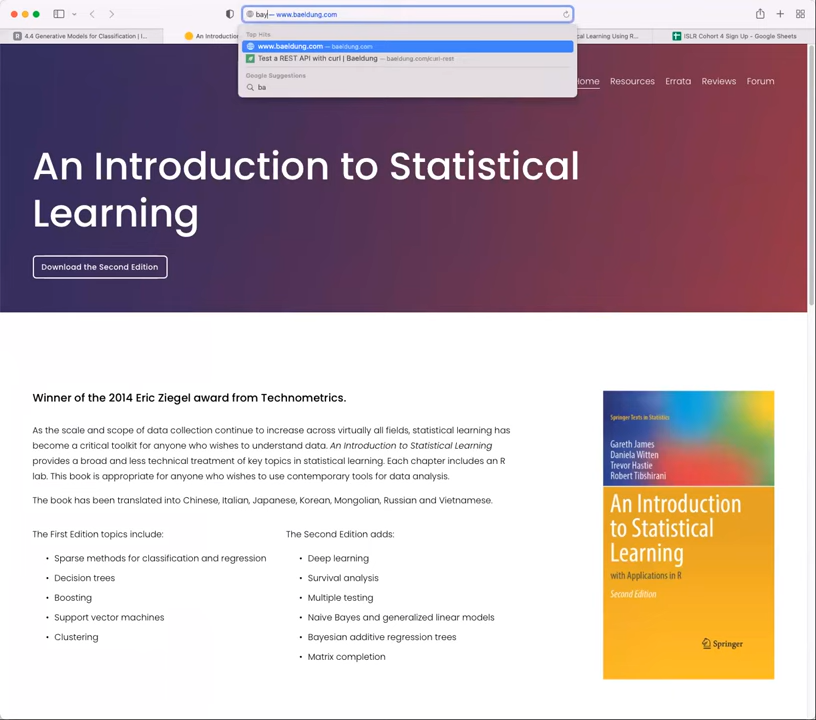 bay — www.baeldung.com
4.4 Generative Models for Classification | I...
An Introduction
ical Learning Using R...
ISLR Cohort 4 Sign Up - Google Sheets
Top Hits
www.baeldung.com — baeldung.com
Test a REST API with curl | Baeldung — baeldung.com/curl-rest
Google Suggestions
ba
Home
Resources
Errata
Reviews
Forum
An Introduction to Statistical
Learning
Download the Second Edition
Winner of the 2014 Eric Ziegel award from Technometrics.
As the scale and scope of data collection continue to increase across virtually all fields, statistical learning has
become a critical toolkit for anyone who wishes to understand data. An Introduction to Statistical Learning
provides a broad and less technical treatment of key topics in statistical learning. Each chapter includes an R
lab. This book is appropriate for anyone who wishes to use contemporary tools for data analysis.
The book has been translated into Chinese, Italian, Japanese, Korean, Mongolian, Russian and Vietnamese.
The First Edition topics include:
• Sparse methods for classification and regression
• Decision trees
• Boosting
• Support vector machines
• Clustering
The Second Edition adds:
• Deep learning
• Survival analysis
• Multiple testing
• Naive Bayes and generalized linear models
• Bayesian additive regression trees
• Matrix completion
Springer Texts in Statistics
Gareth James
Daniela Witten
Trevor Hastie
Robert Tibshirani
An Introduction
to Statistical
Learning
with Applications in R
Second Edition
Springer